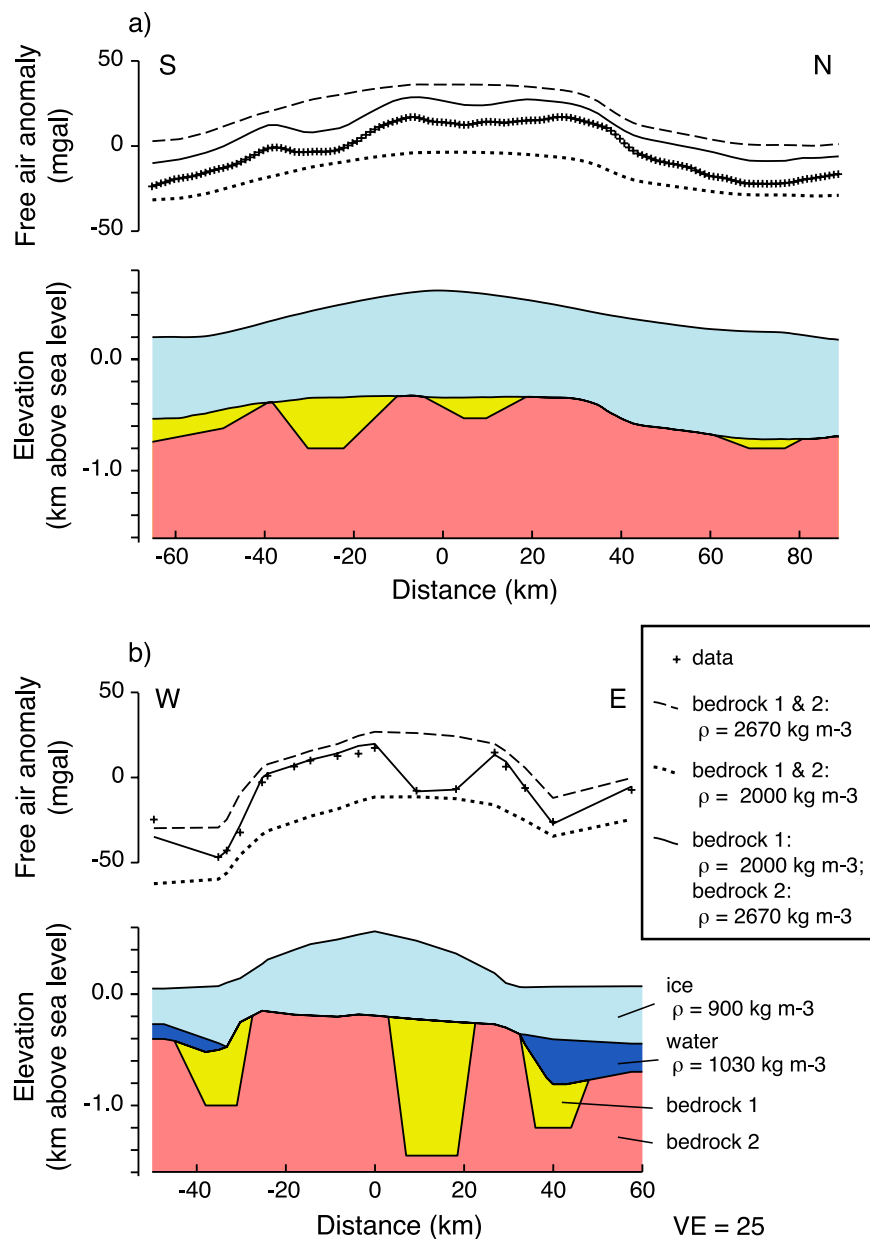 a)
S
N
50
0
-50
Free air anomaly
(mgal)
0.0
-1.0
Elevation
(km above sea level)
-60
-40
-20
0
20
40
60
80
Distance (km)
b)
W
E
50
0
-50
Free air anomaly
(mgal)
+ data
bedrock 1 & 2:
ρ = 2670 kg m-3
bedrock 1 & 2:
ρ = 2000 kg m-3
bedrock 1:
ρ = 2000 kg m-3;
bedrock 2:
ρ = 2670 kg m-3
0.0
-1.0
Elevation
(km above sea level)
ice
ρ = 900 kg m-3
water
ρ = 1030 kg m-3
bedrock 1
bedrock 2
-40
-20
0
20
40
60
Distance (km)
VE = 25